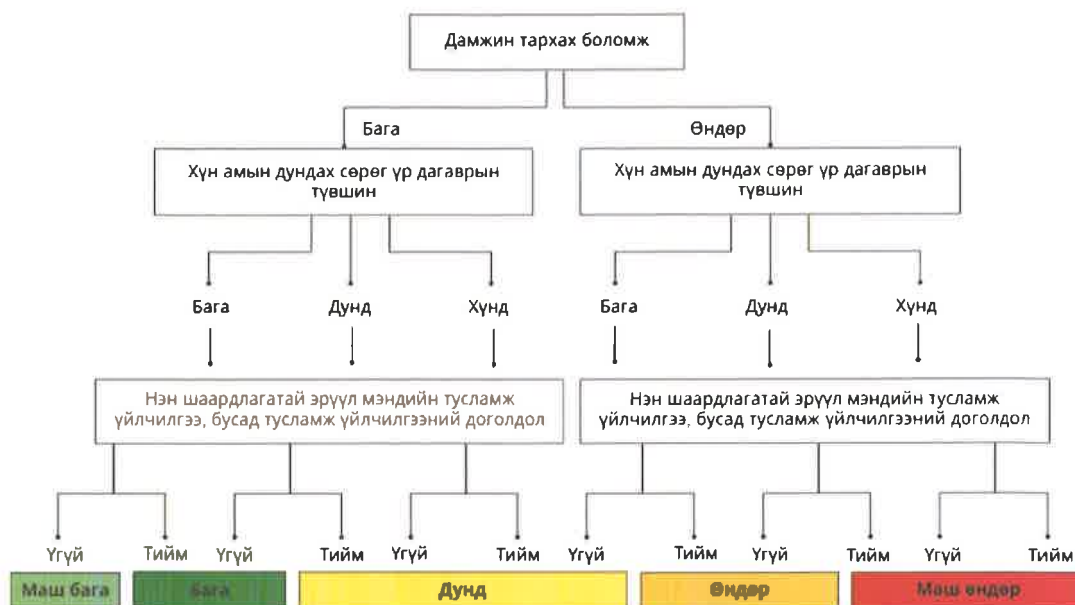 Дамжин тархах боломж
Бага Өндөр
Хүн амын дундах сөрөг үр дагаврын
түвшин
Хүн амын дундах сөрөг үр дагаврын
түвшин
Бага Дунд Хүнд Бага Дунд Хүнд
Нэн шаардлагатай эрүүл мэндийн тусламж
үйлчилгээ, бусад тусламж үйлчилгээний доголдол
Нэн шаардлагатай эрүүл мэндийн тусламж
үйлчилгээ, бусад тусламж үйлчилгээний доголдол
Үгүй Тийм Үгүй Тийм Үгүй Тийм Үгүй Тийм Үгүй Тийм Үгүй Тийм
Маш бага Бага Дунд Өндөр Маш өндөр